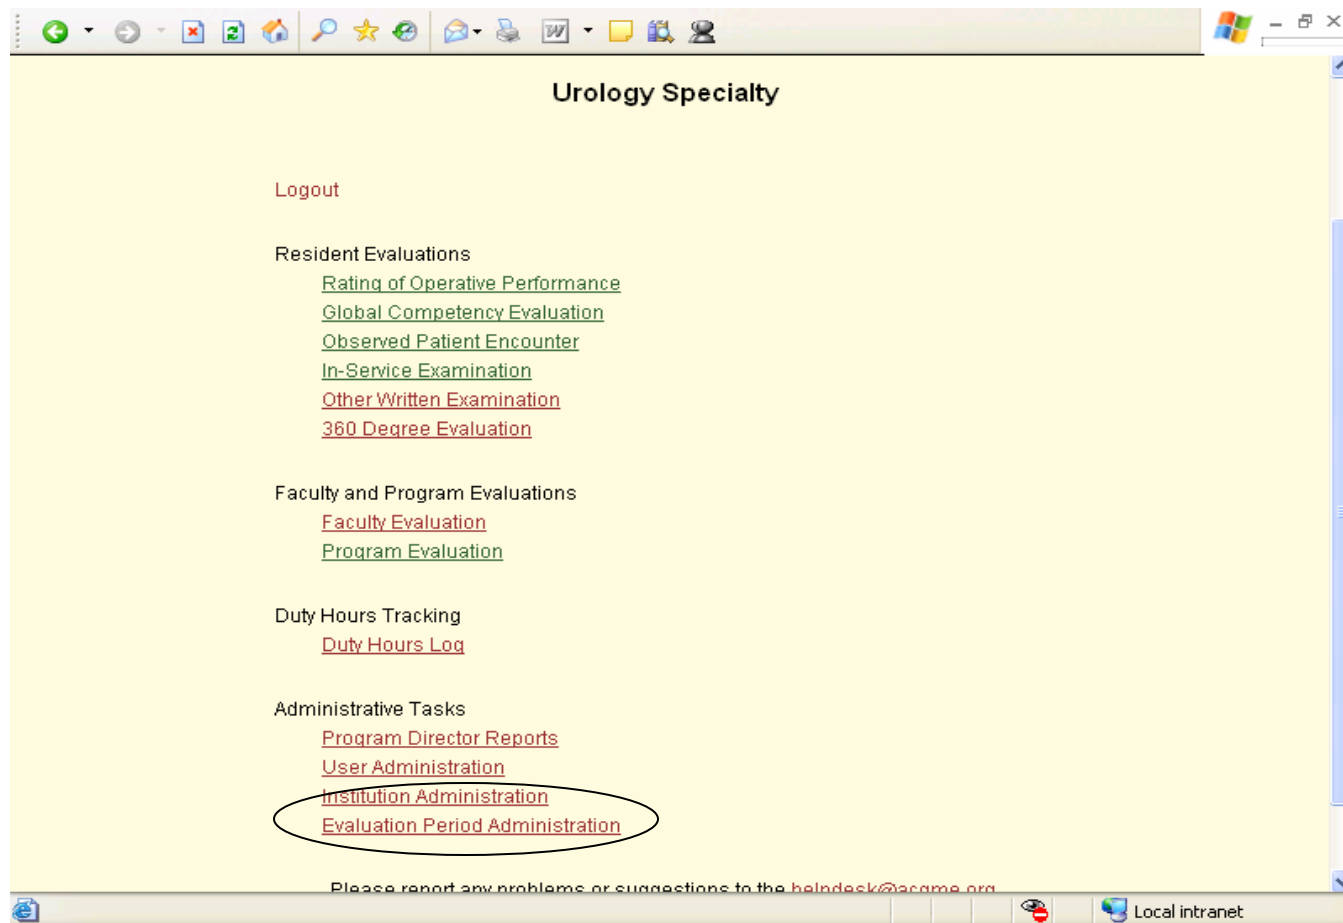 Urology Specialty
Logout
Resident Evaluations
Rating of Operative Performance
Global Competency Evaluation
Observed Patient Encounter
In-Service Examination
Other Written Examination
360 Degree Evaluation
Faculty and Program Evaluations
Faculty Evaluation
Program Evaluation
Duty Hours Tracking
Duty Hours Log
Administrative Tasks
Program Director Reports
User Administration
Institution Administration
Evaluation Period Administration
Please report any problems or suggestions to the helpdesk@acgme.org
Local intranet